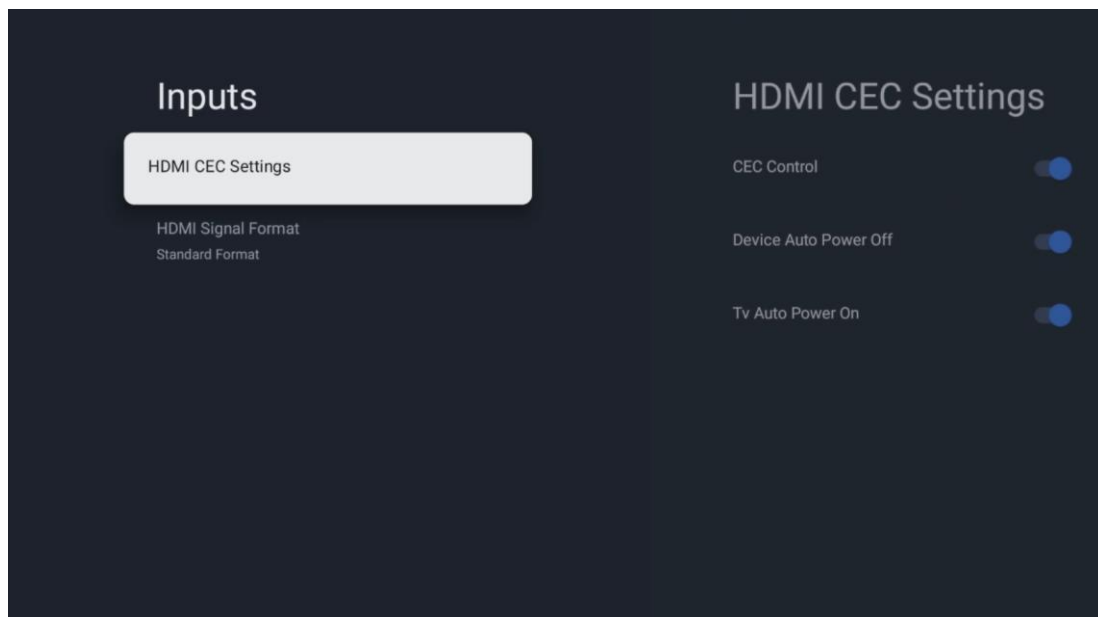 Inputs
HDMI CEC Settings
HDMI Signal Format
Standard Format
HDMI CEC Settings
CEC Control
Device Auto Power Off
Tv Auto Power On